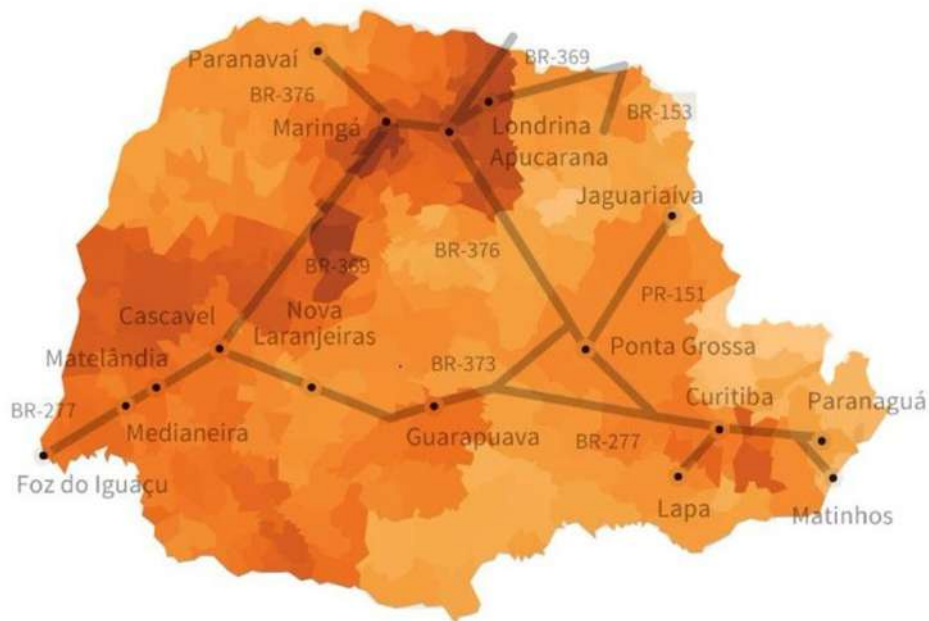 BR-369
Paranavaí
BR-376
BR-153
Maringá
Londrina
Apucarana
Jaguariaíva
BR-376
BR-369
PR-151
Nova
Laranjeiras
Cascavel
Ponta Grossa
Matelândia
BR-373
Curitiba
Paranaguá
BR-277
Medianeira
Guarapuava
BR-277
Foz do Iguaçu
Lapa
Matinhos